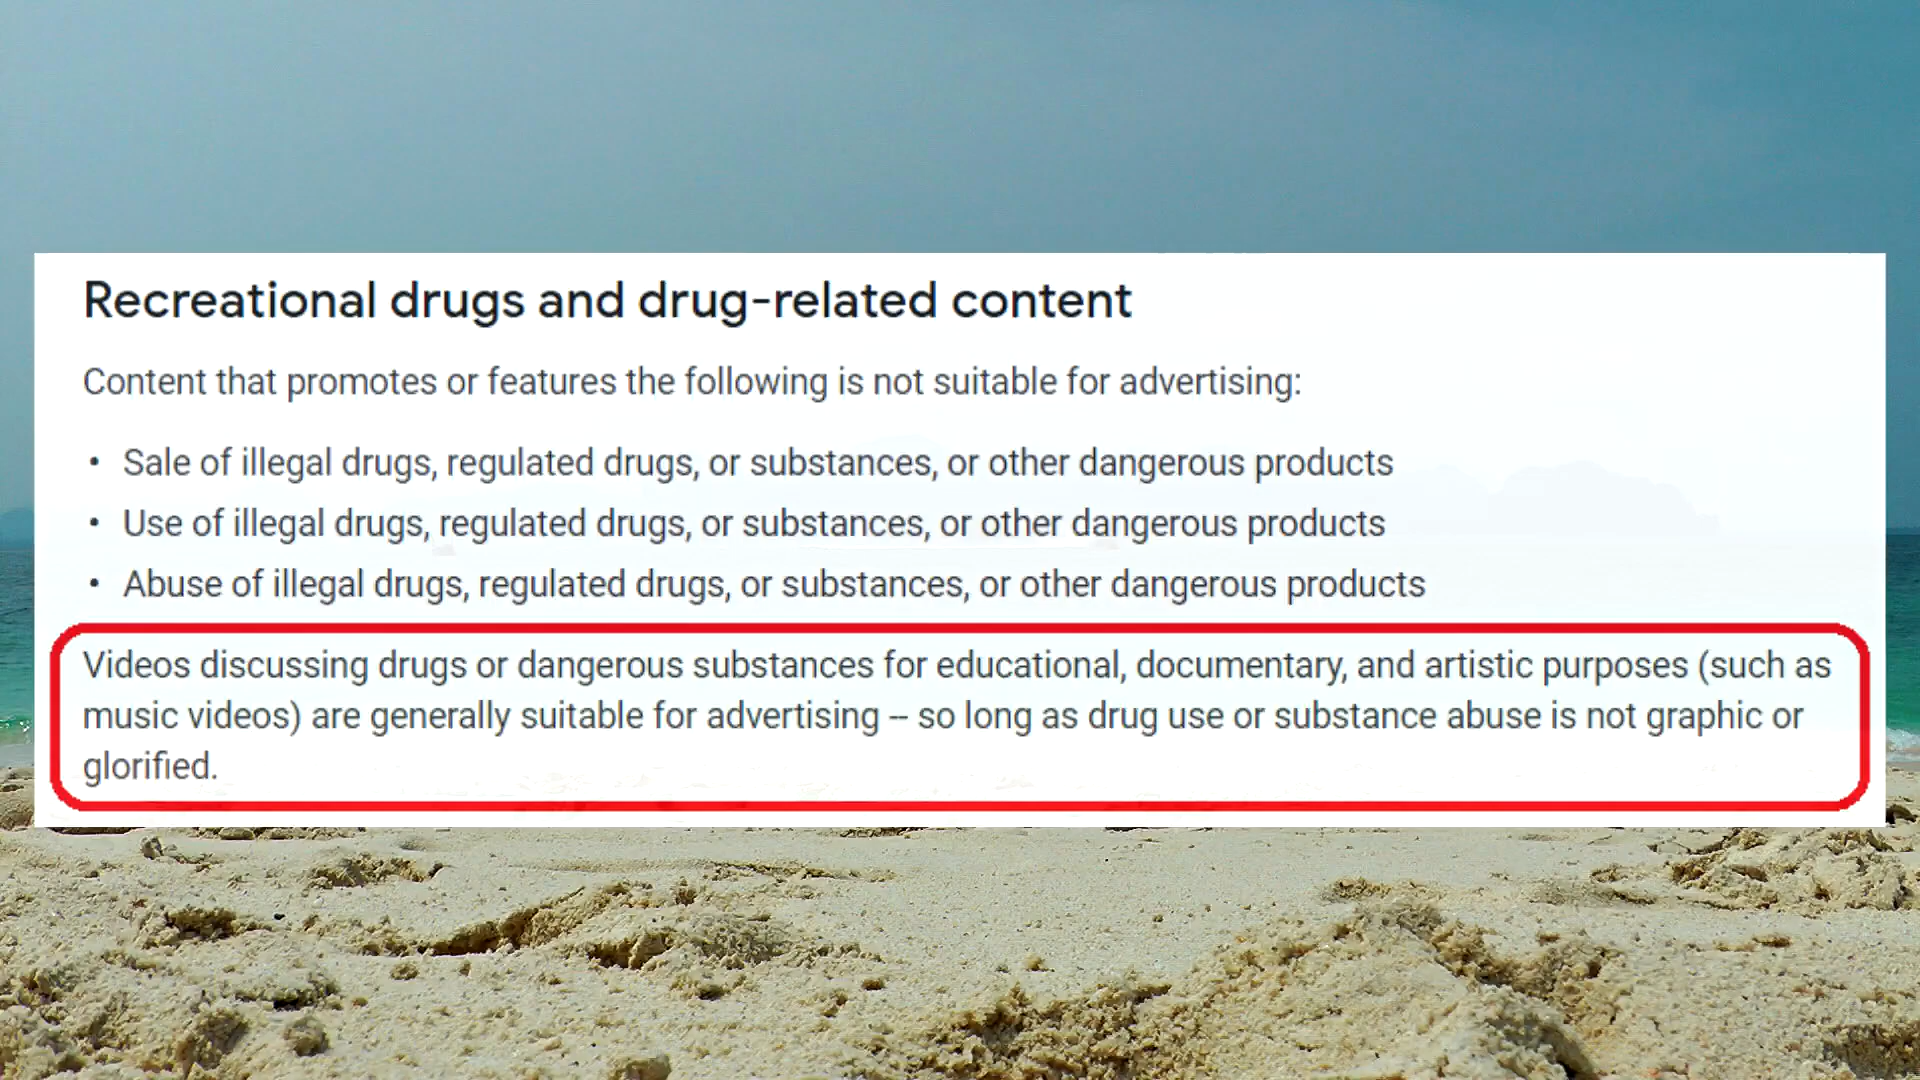 Recreational drugs and drug-related content
Content that promotes or features the following is not suitable for advertising:
• Sale of illegal drugs, regulated drugs, or substances, or other dangerous products
• Use of illegal drugs, regulated drugs, or substances, or other dangerous products
• Abuse of illegal drugs, regulated drugs, or substances, or other dangerous products
Videos discussing drugs or dangerous substances for educational, documentary, and artistic purposes (such as
music videos) are generally suitable for advertising -- so long as drug use or substance abuse is not graphic or
glorified.